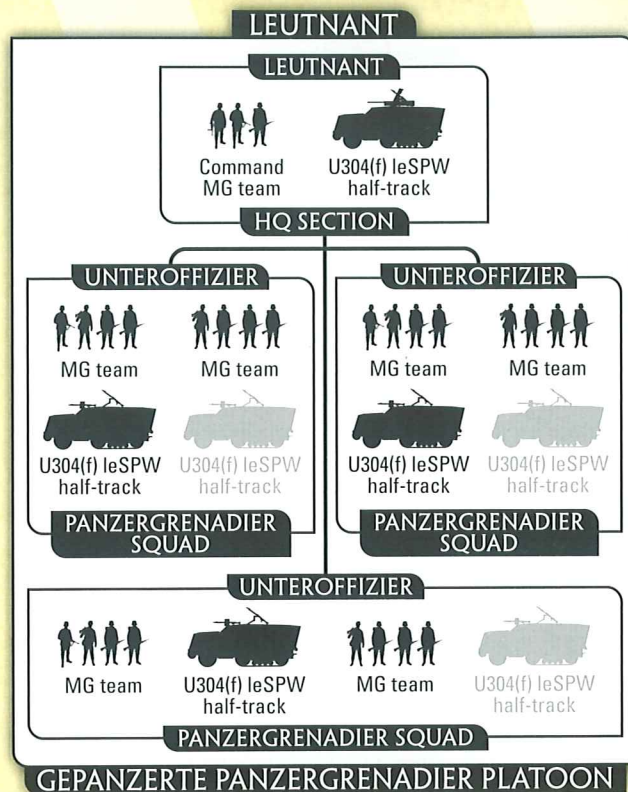 LEUTNANT
LEUTNANT
Command
MG team
U304(f) leSPW
half-track
HQ SECTION
UNTEROFFIZIER
MG team
MG team
U304(f) leSPW
half-track
U304(f) leSPW
half-track
PANZERGRENADIER
SQUAD
UNTEROFFIZIER
MG team
MG team
U304(f) leSPW
half-track
U304(f) leSPW
half-track
PANZERGRENADIER
SQUAD
UNTEROFFIZIER
MG team
U304(f) leSPW
half-track
MG team
U304(f) leSPW
half-track
PANZERGRENADIER SQUAD
GEPANZERTE PANZERGRENADIER PLATOON